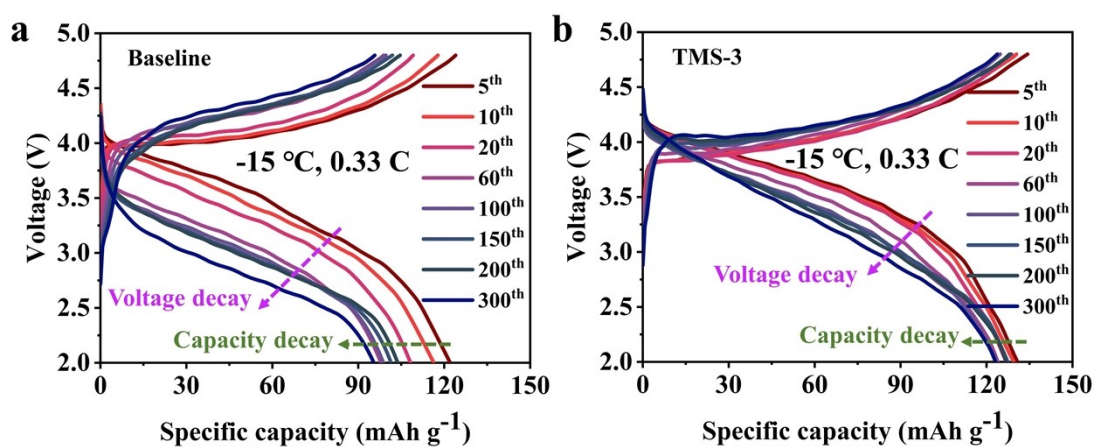 a
Baseline
-15 °C, 0.33 C
5th
10th
20th
60th
100th
150th
200th
300th
Voltage decay
Capacity decay
5.0
4.5
4.0
3.5
3.0
2.5
2.0
Voltage (V)
0 30 60 90 120 150
Specific capacity (mAh g-1)
b
TMS-3
-15 °C, 0.33 C
5th
10th
20th
60th
100th
150th
200th
300th
Voltage decay
Capacity decay
5.0
4.5
4.0
3.5
3.0
2.5
2.0
Voltage (V)
0 30 60 90 120 150
Specific capacity (mAh g-1)